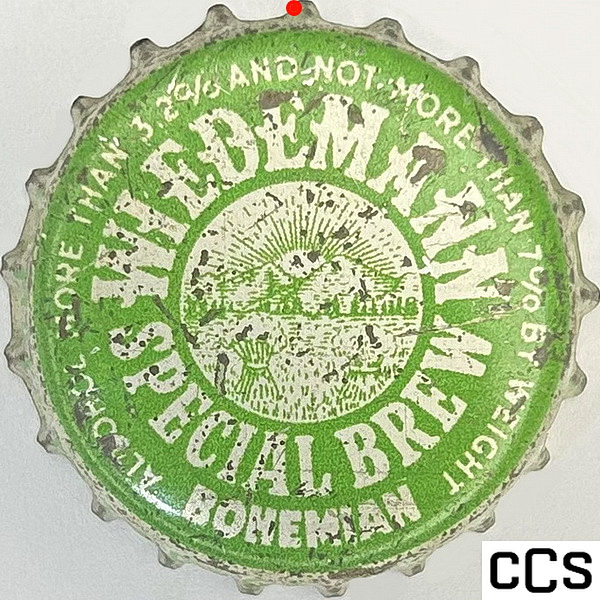 ALCOHOL MORE THAN 3.2% AND NOT MORE THAN 7% BY WEIGHT
WIEDEMANN
SPECIAL BREW
BOHEMIAN
CCS